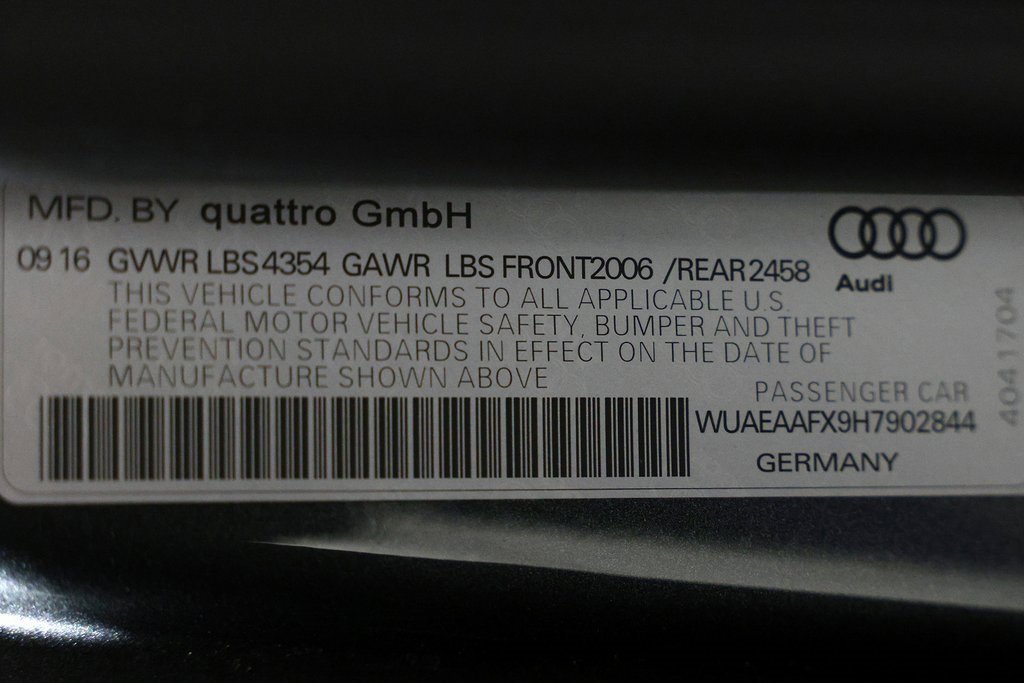 MFD. BY quattro GmbH
09 16 GVWR LBS 4354 GAWR LBS FRONT2006 /REAR 2458
Audi
THIS VEHICLE CONFORMS TO ALL APPLICABLE U.S.
FEDERAL MOTOR VEHICLE SAFETY, BUMPER AND THEFT
PREVENTION STANDARDS IN EFFECT ON THE DATE OF
MANUFACTURE SHOWN ABOVE
PASSENGER CAR
WUAEAAFX9H7902844
GERMANY
4041704